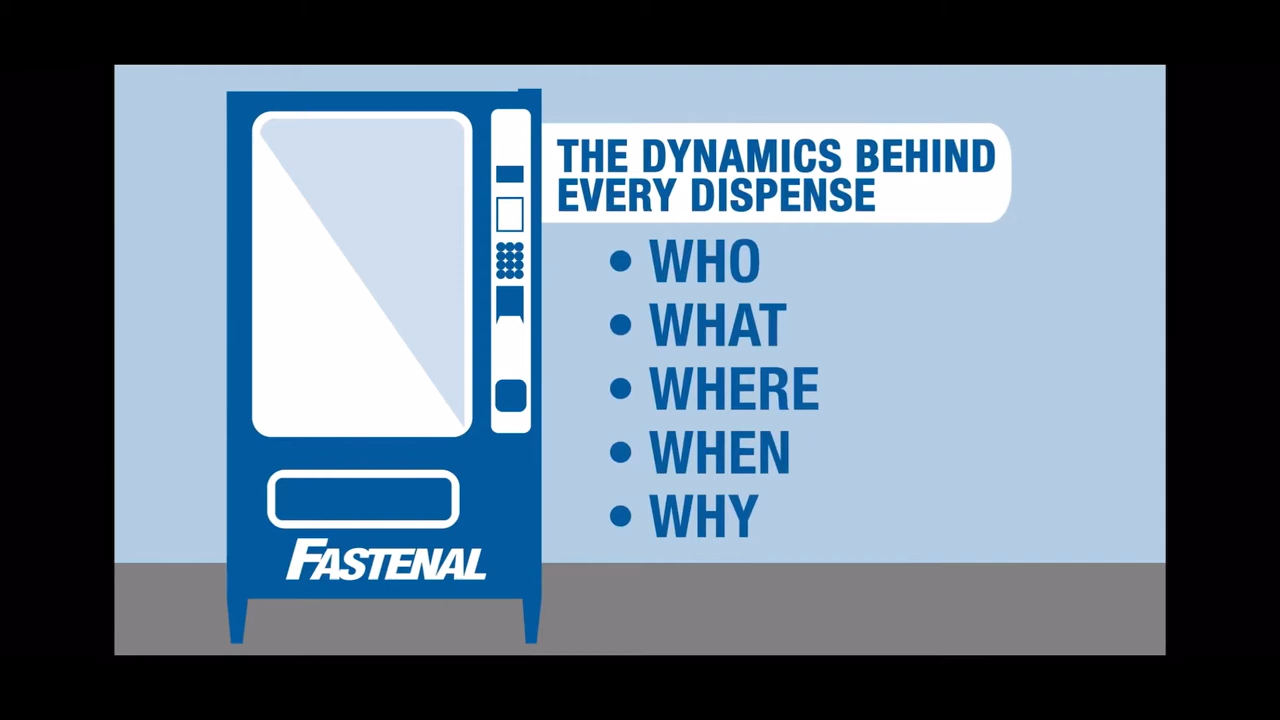 THE DYNAMICS BEHIND
EVERY DISPENSE
• WHO
• WHAT
• WHERE
• WHEN
• WHY
FASTENAL